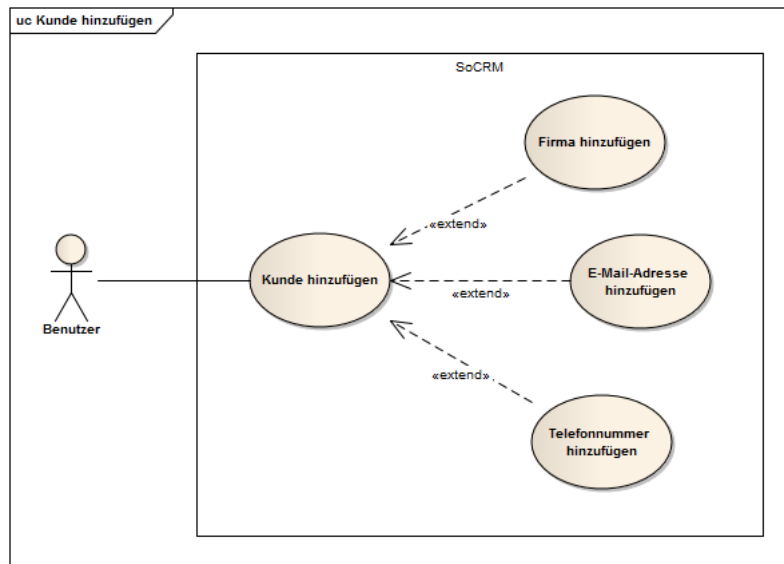 uc Kunde hinzufügen
SoCRM
Firma hinzufügen
«extend»
Kunde hinzufügen
E-Mail-Adresse
hinzufügen
«extend»
Benutzer
«extend»
Telefonnummer
hinzufügen